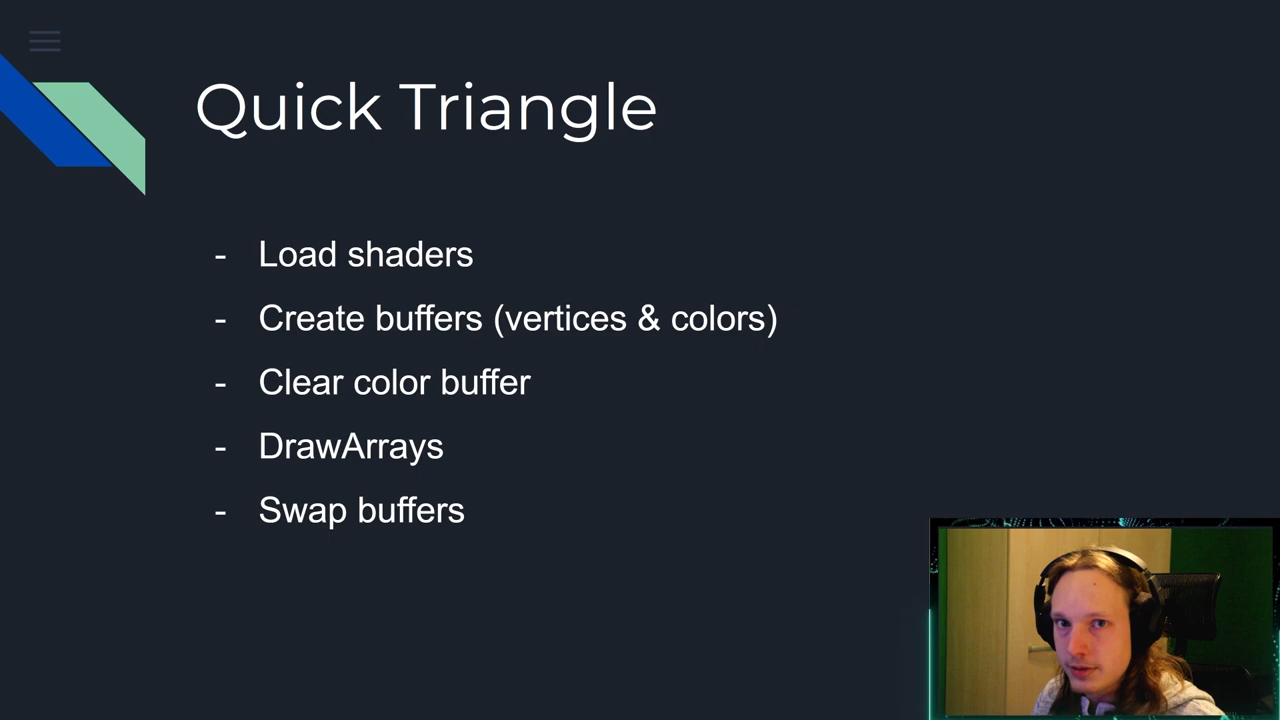 Quick Triangle
- Load shaders
- Create buffers (vertices & colors)
- Clear color buffer
- DrawArrays
- Swap buffers